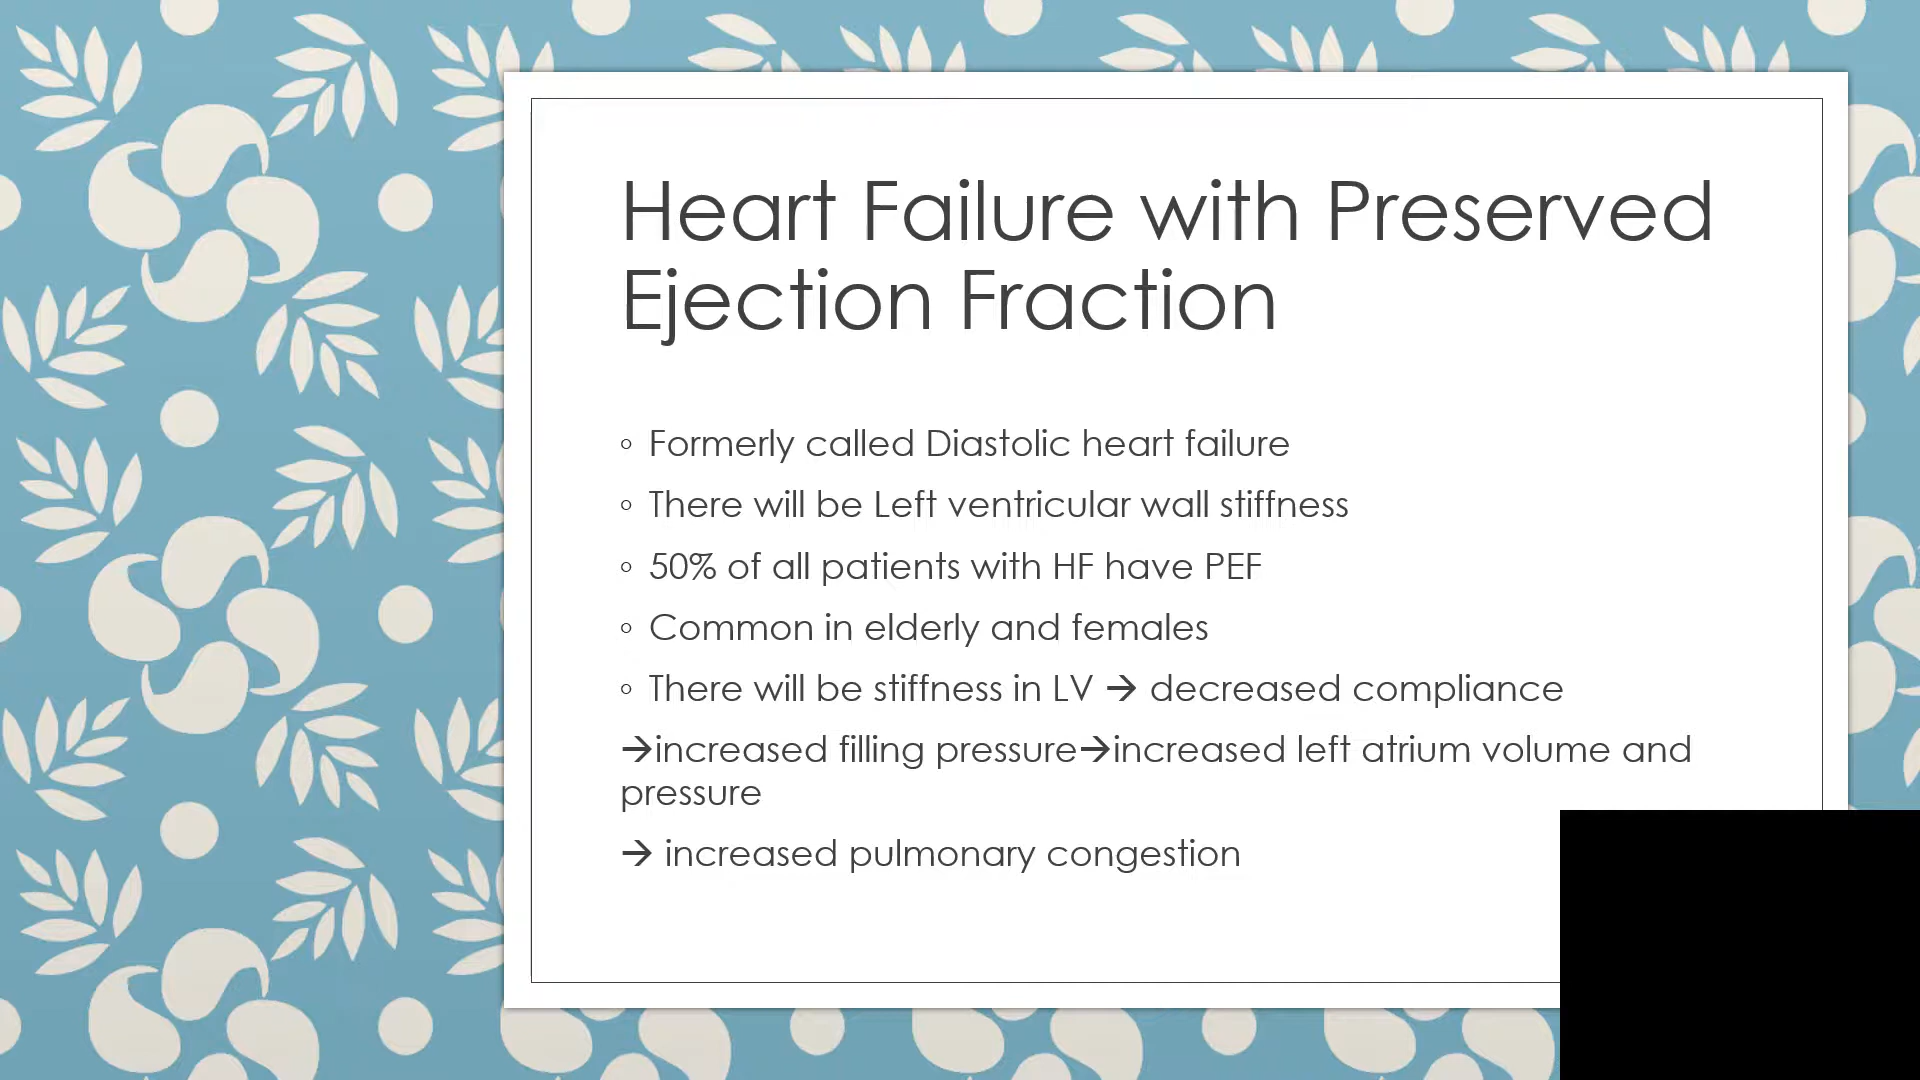 Heart Failure with Preserved
Ejection Fraction
◦ Formerly called Diastolic heart failure
◦ There will be Left ventricular wall stiffness
◦ 50% of all patients with HF have PEF
◦ Common in elderly and females
◦ There will be stiffness in LV → decreased compliance
→increased filling pressure→increased left atrium volume and
pressure
→ increased pulmonary congestion